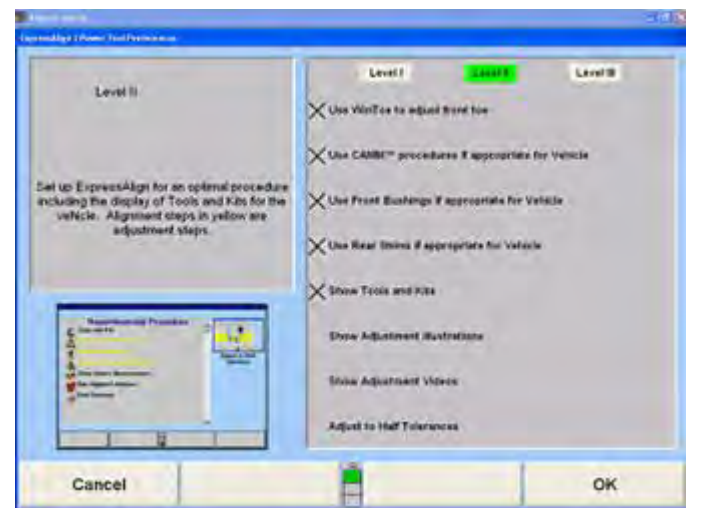 ExpressAlign / Power Tool Preferences
Level II
Set up ExpressAlign for an optimal procedure
including the display of Tools and Kits for the
vehicle. Alignment steps in yellow are
adjustment steps.
Level I
Level II
Level III
Use WinToe to adjust front toe
Use CAMM™ procedures if appropriate for Vehicle
Use Front Bushings if appropriate for Vehicle
Use Rear Shims if appropriate for Vehicle
Show Tools and Kits
Show Adjustment Illustrations
Show Adjustment Videos
Adjust to Half Tolerances
Cancel
OK